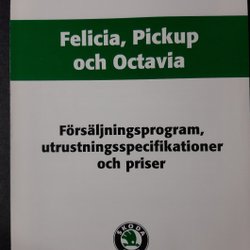 Felicia, Pickup
och Octavia
Försäljningsprogram,
utrustningsspecifikationer
och priser
ŠKODA